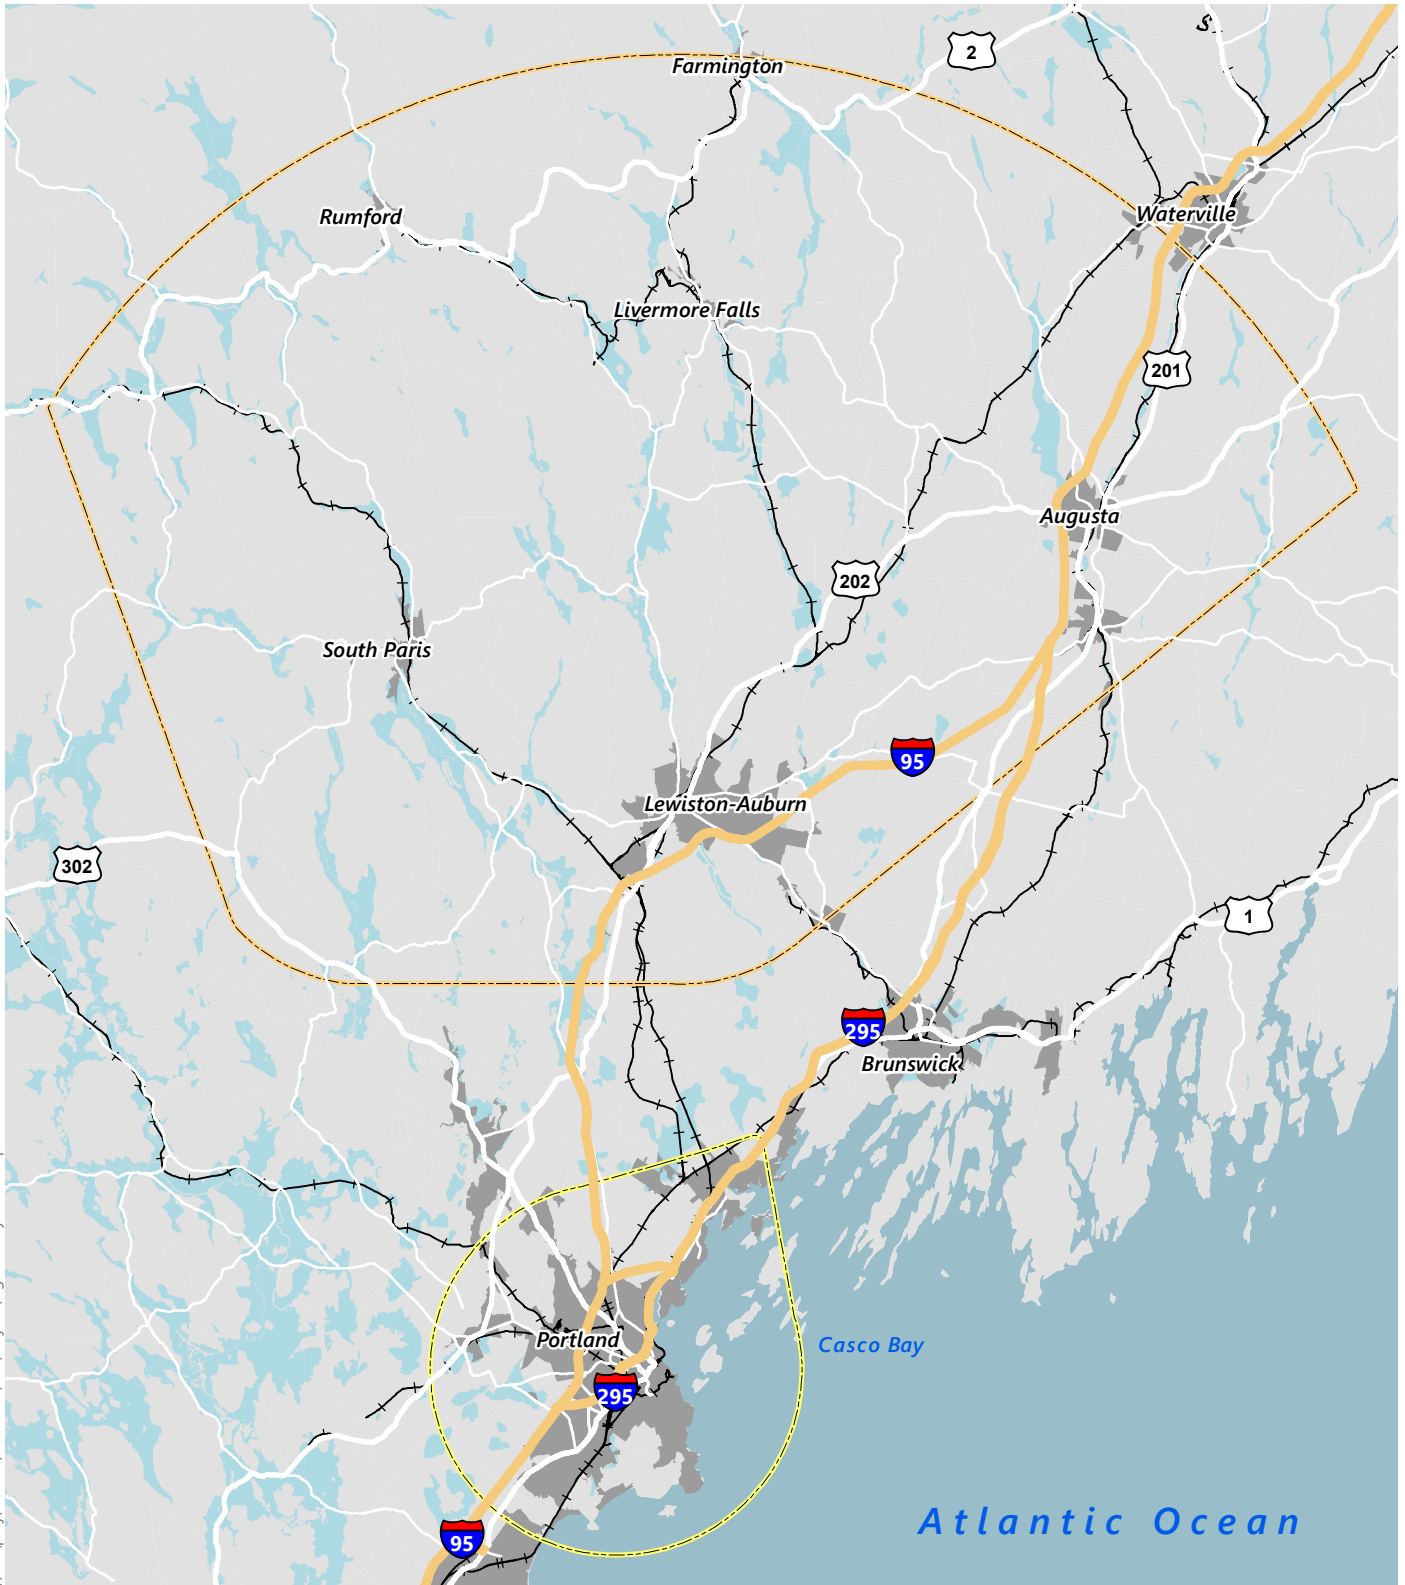 2
Farmington
Waterville
Rumford
Livermore Falls
201
Augusta
202
South Paris
95
Lewiston-Auburn
302
1
295
Brunswick
Portland
Casco Bay
295
Atlantic Ocean
95